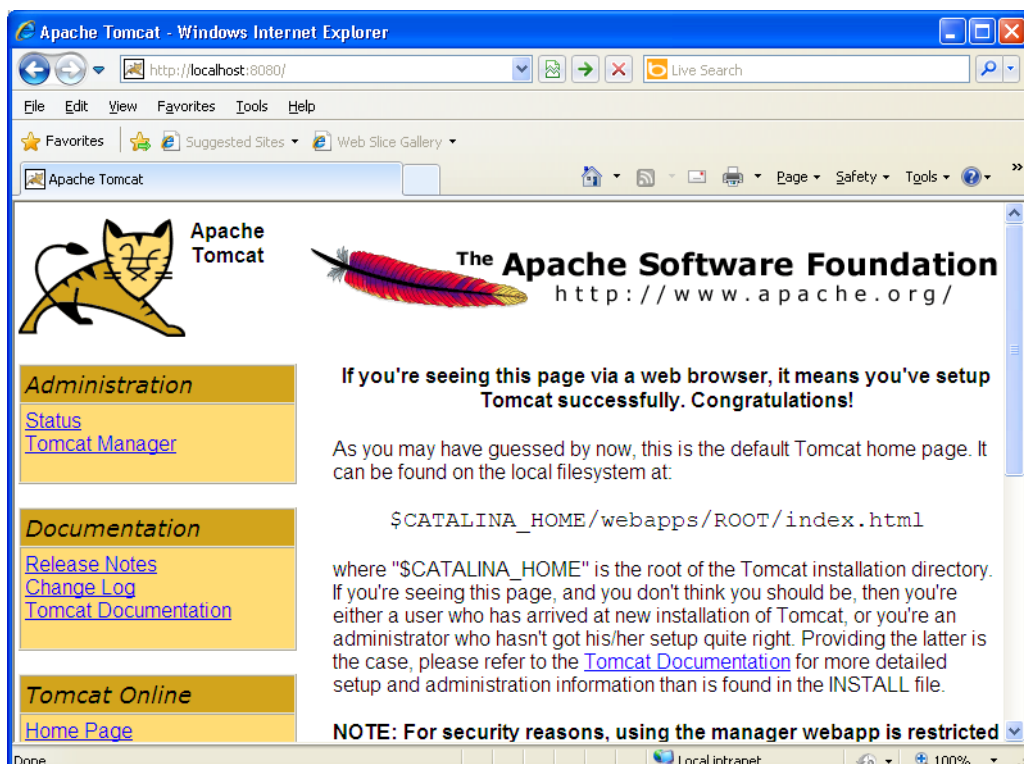 Apache Tomcat - Windows Internet Explorer
http://localhost:8080/
Live Search
File Edit View Favorites Tools Help
Favorites Suggested Sites Web Slice Gallery
Apache Tomcat
Page Safety Tools »
Apache
Tomcat
The Apache Software Foundation
http://www.apache.org/
Administration
Status
Tomcat Manager
Documentation
Release Notes
Change Log
Tomcat Documentation
Tomcat Online
Home Page
If you're seeing this page via a web browser, it means you've setup
Tomcat successfully. Congratulations!
As you may have guessed by now, this is the default Tomcat home page. It
can be found on the local filesystem at:
$CATALINA_HOME/webapps/ROOT/index.html
where "$CATALINA_HOME" is the root of the Tomcat installation directory.
If you're seeing this page, and you don't think you should be, then you're
either a user who has arrived at new installation of Tomcat, or you're an
administrator who hasn't got his/her setup quite right. Providing the latter is
the case, please refer to the Tomcat Documentation for more detailed
setup and administration information than is found in the INSTALL file.
NOTE: For security reasons, using the manager webapp is restricted
Done
Local intranet
100%